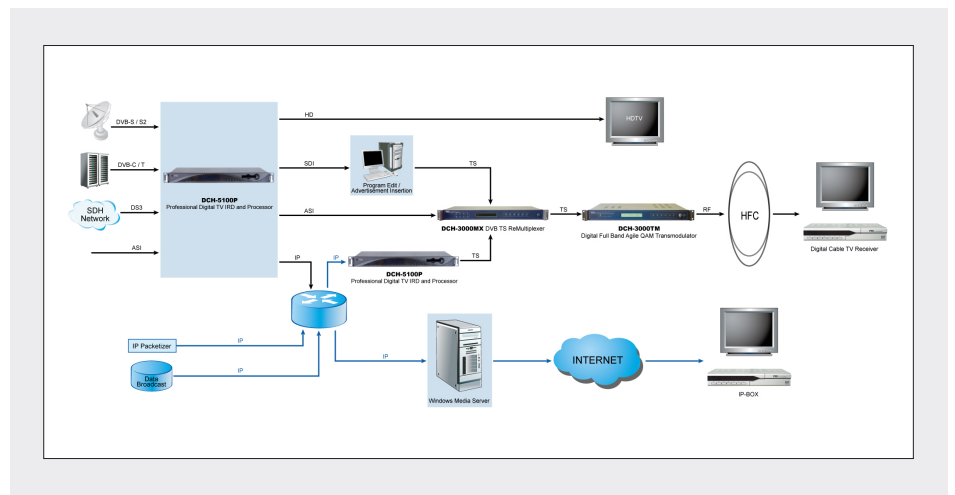 DVB-S / S2
HD
HDTV
DVB-C / T
SDI
Program Edit /
Advertisement Insertion
TS
DCH-5100P
Professional Digital TV IRD and Processor
SDH
Network
DS3
ASI
DCH-3000MX DVB TS ReMultiplexer
TS
DCH-3000TM
Digital Full Band Agile QAM Transmodulator
RF
HFC
Digital Cable TV Receiver
ASI
IP
IP
DCH-5100P
Professional Digital TV IRD and Processor
TS
IP Packetizer
IP
Data
Broadcast
IP
IP
Windows Media Server
INTERNET
IP-BOX